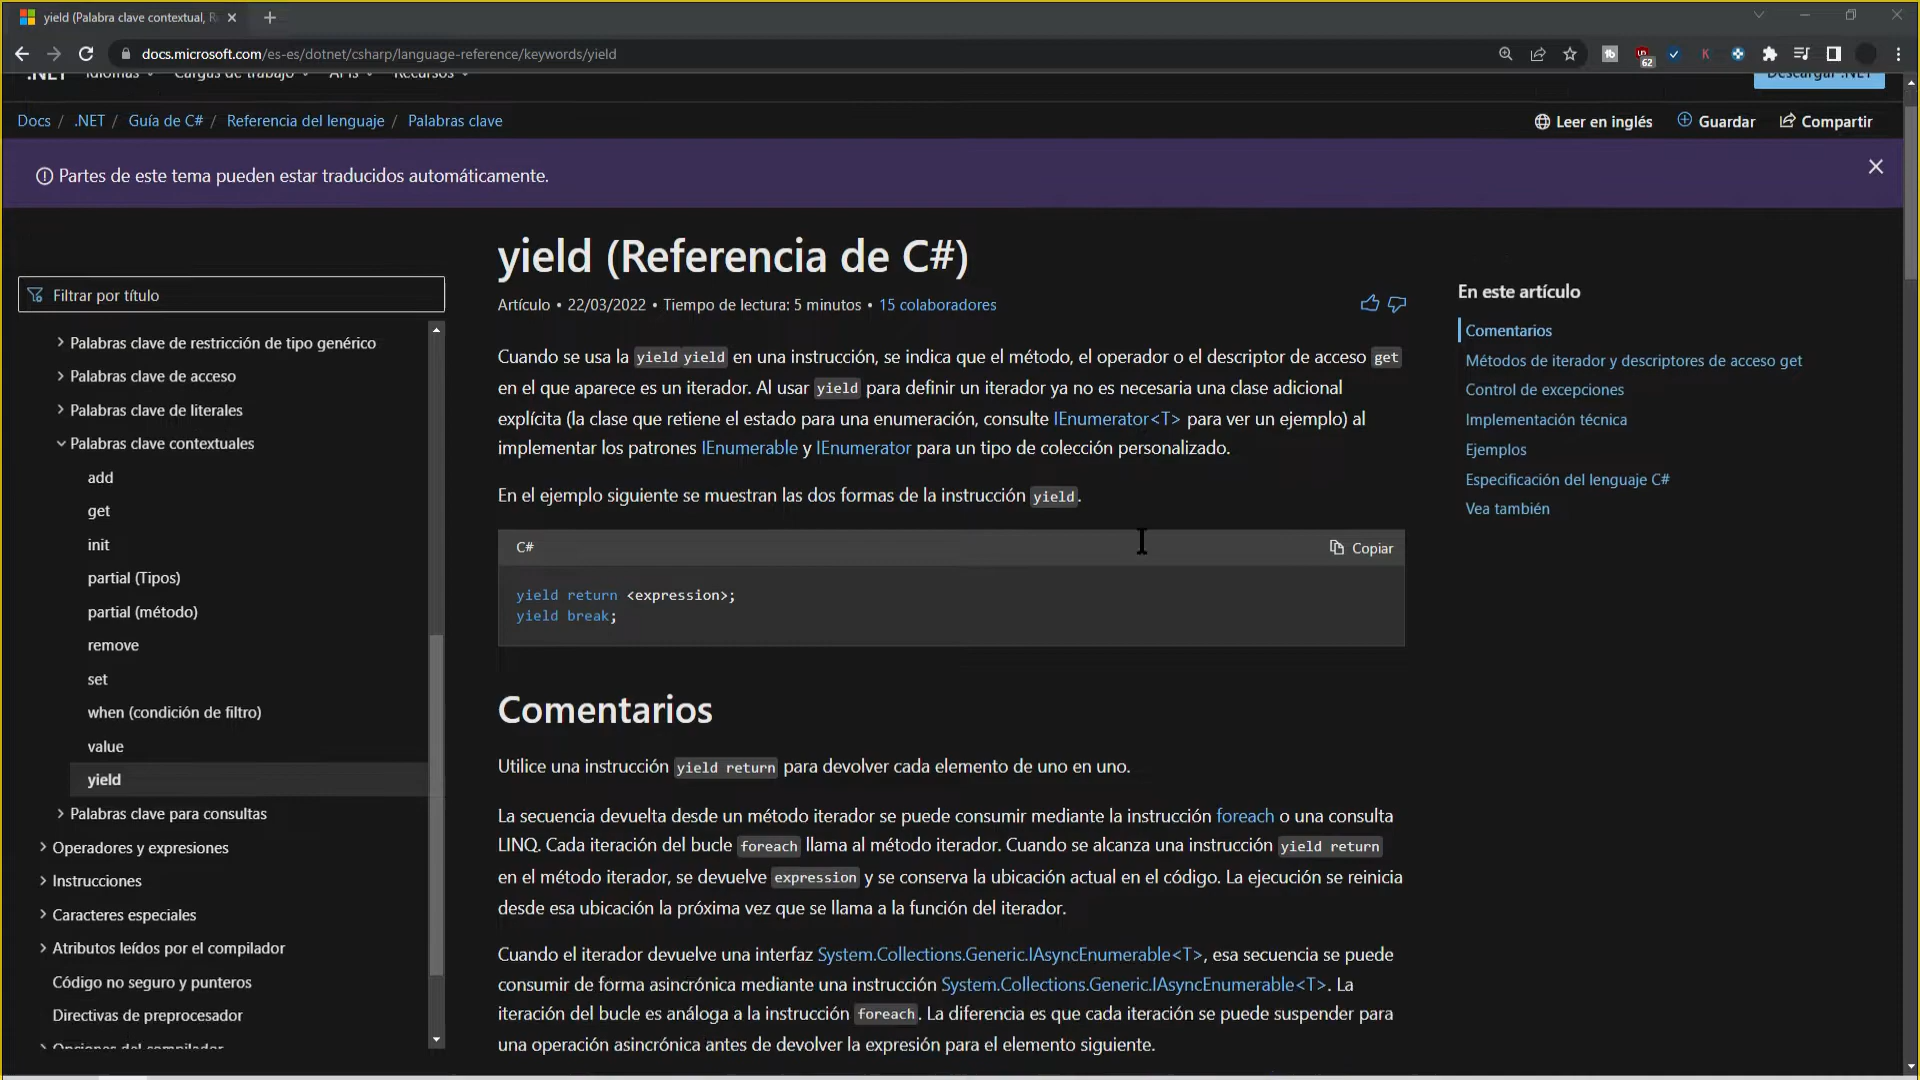 yield (Palabra clave contextual, R
docs.microsoft.com/es-es/dotnet/csharp/language-reference/keywords/yield
62
.NET Idiomas Cargas de trabajo APIs Recursos Descargar .NET
Docs / .NET / Guía de C# / Referencia del lenguaje / Palabras clave
Leer en inglés Guardar Compartir
Partes de este tema pueden estar traducidos automáticamente.
Filtrar por título
Palabras clave de restricción de tipo genérico
Palabras clave de acceso
Palabras clave de literales
Palabras clave contextuales
add
get
init
partial (Tipos)
partial (método)
remove
set
when (condición de filtro)
value
yield
Palabras clave para consultas
Operadores y expresiones
Instrucciones
Caracteres especiales
Atributos leídos por el compilador
Código no seguro y punteros
Directivas de preprocesador
Opciones del compilador
yield (Referencia de C#)
Artículo • 22/03/2022 • Tiempo de lectura: 5 minutos • 15 colaboradores
Cuando se usa la yield yield en una instrucción, se indica que el método, el operador o el descriptor de acceso get
en el que aparece es un iterador. Al usar yield para definir un iterador ya no es necesaria una clase adicional
explícita (la clase que retiene el estado para una enumeración, consulte IEnumerator<T> para ver un ejemplo) al
implementar los patrones IEnumerable y IEnumerator para un tipo de colección personalizado.
En el ejemplo siguiente se muestran las dos formas de la instrucción yield.
C# Copiar
yield return <expression>;
yield break;
Comentarios
Utilice una instrucción yield return para devolver cada elemento de uno en uno.
La secuencia devuelta desde un método iterador se puede consumir mediante la instrucción foreach o una consulta
LINQ. Cada iteración del bucle foreach llama al método iterador. Cuando se alcanza una instrucción yield return
en el método iterador, se devuelve expression y se conserva la ubicación actual en el código. La ejecución se reinicia
desde esa ubicación la próxima vez que se llama a la función del iterador.
Cuando el iterador devuelve una interfaz System.Collections.Generic.IAsyncEnumerable<T>, esa secuencia se puede
consumir de forma asincrónica mediante una instrucción System.Collections.Generic.IAsyncEnumerable<T>. La
iteración del bucle es análoga a la instrucción foreach. La diferencia es que cada iteración se puede suspender para
una operación asincrónica antes de devolver la expresión para el elemento siguiente.
En este artículo
Comentarios
Métodos de iterador y descriptores de acceso get
Control de excepciones
Implementación técnica
Ejemplos
Especificación del lenguaje C#
Vea también